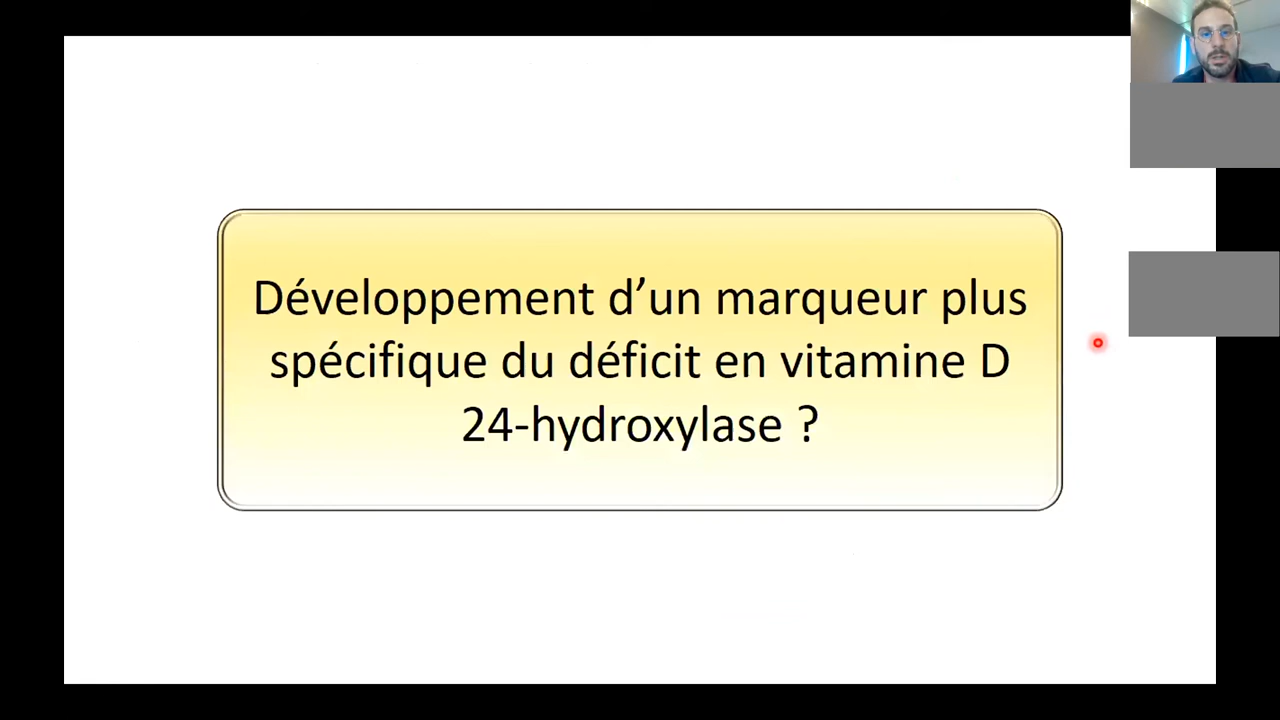 Développement d’un marqueur plus
spécifique du déficit en vitamine D
24-hydroxylase ?